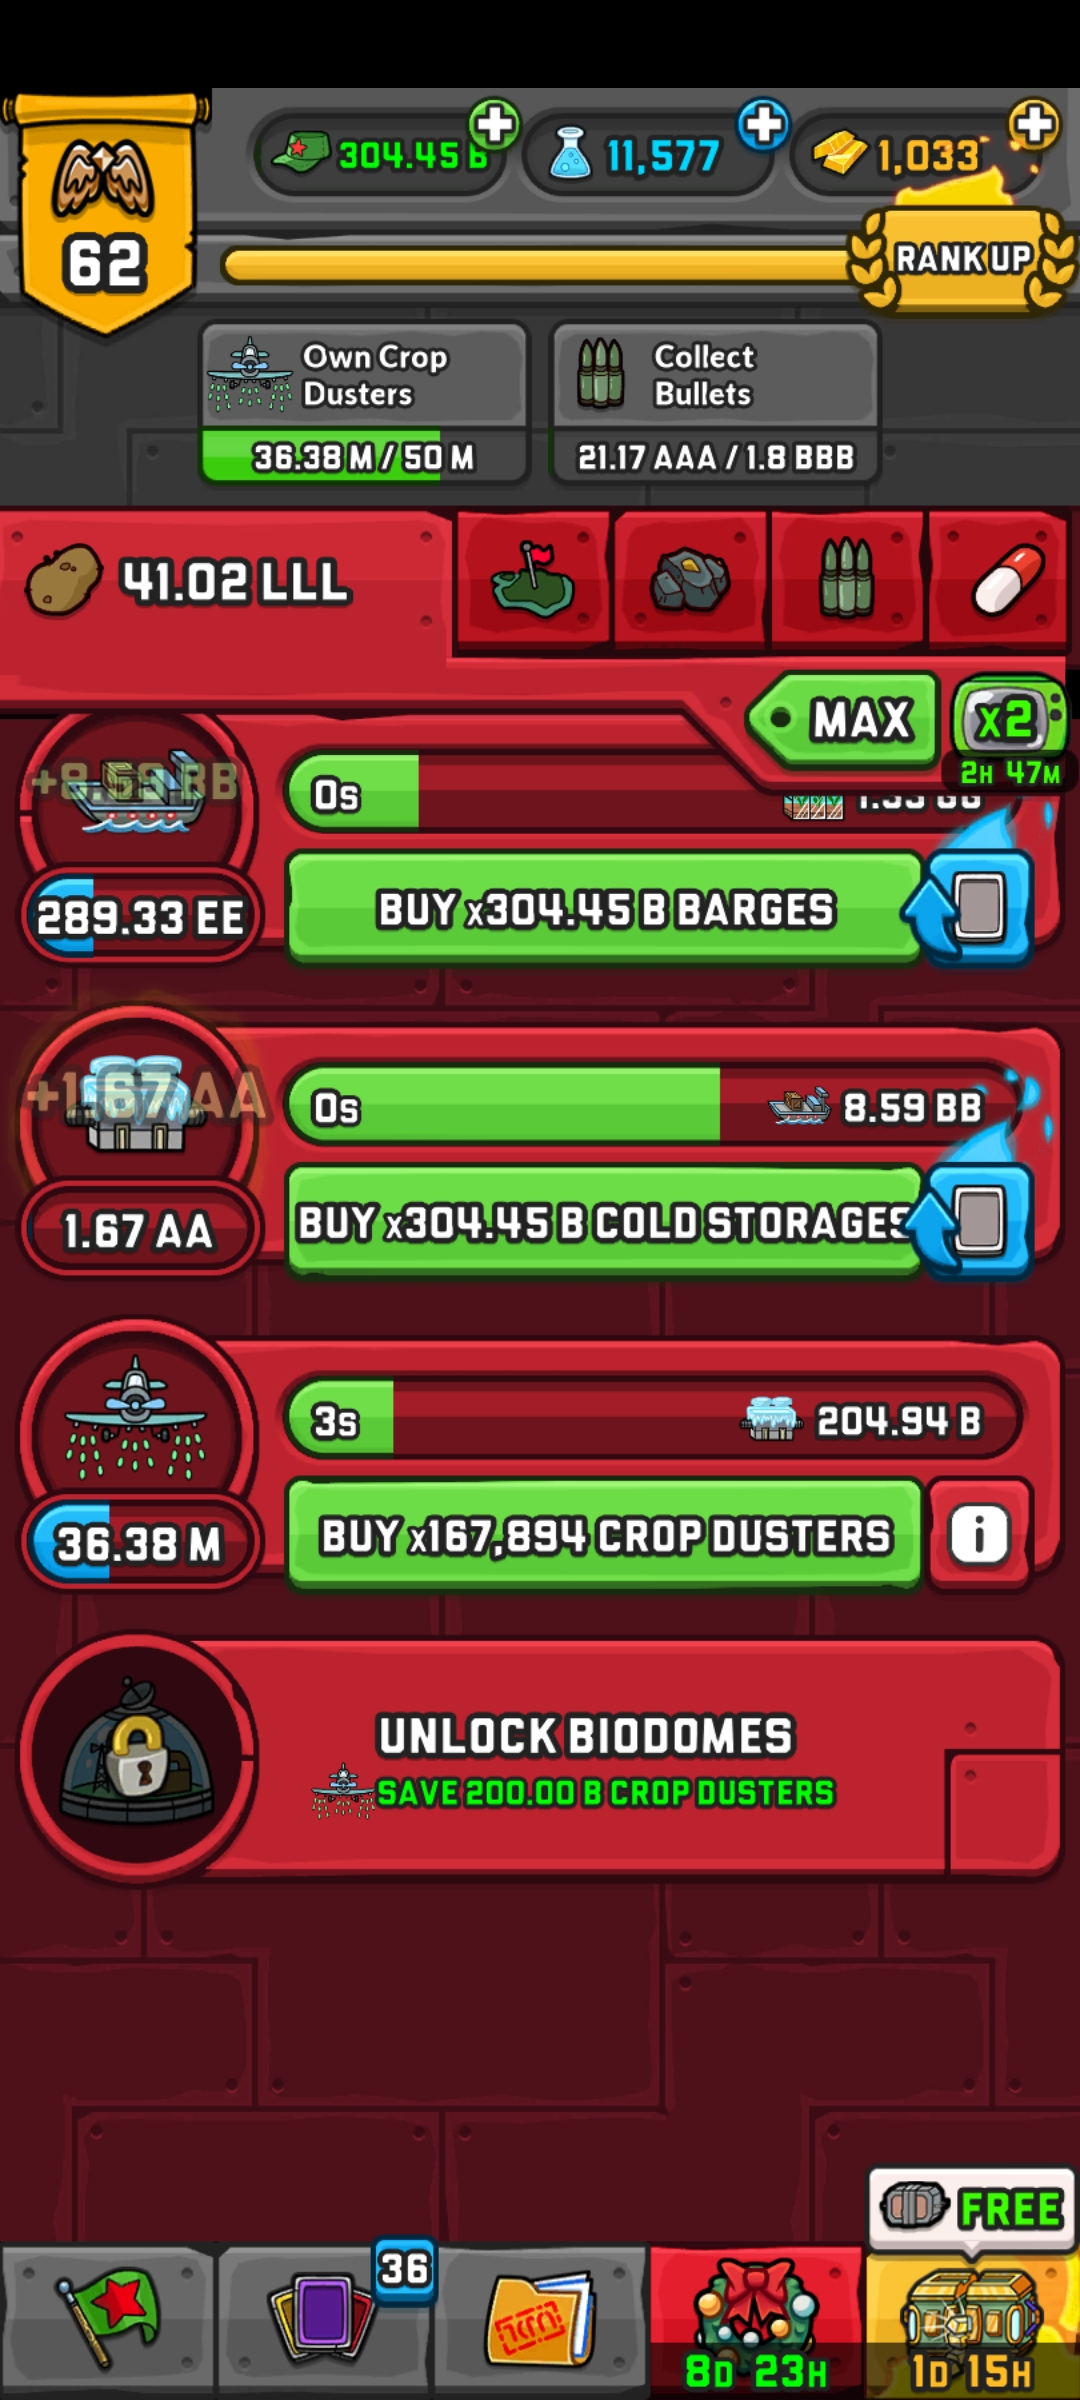 304.45 B
11,577
1,033
62
RANK UP
Own Crop
Dusters
36.38 M / 50 M
Collect
Bullets
21.17 AAA / 1.8 BBB
41.02 LLL
MAX
x2
2H 47M
+8.59 BB
0s
289.33 EE
BUY x304.45 B BARGES
+1.67 AA
0s
8.59 BB
1.67 AA
BUY x304.45 B COLD STORAGES
3s
204.94 B
36.38 M
BUY x167,894 CROP DUSTERS
i
UNLOCK BIODOMES
SAVE 200.00 B CROP DUSTERS
FREE
36
8D 23H
1D 15H